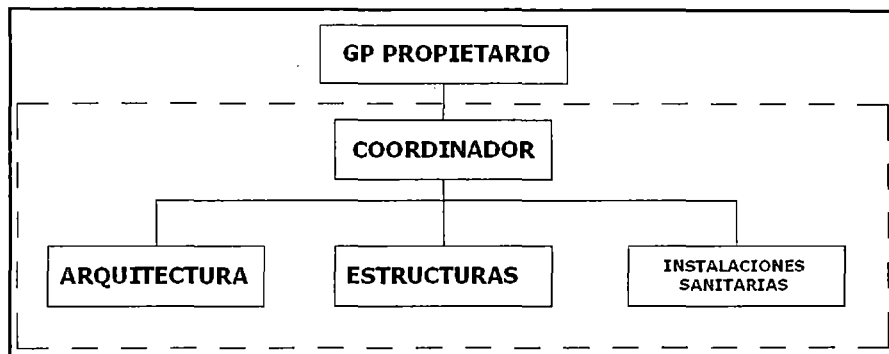 GP PROPIETARIO
COORDINADOR
ARQUITECTURA
ESTRUCTURAS
INSTALACIONES
SANITARIAS